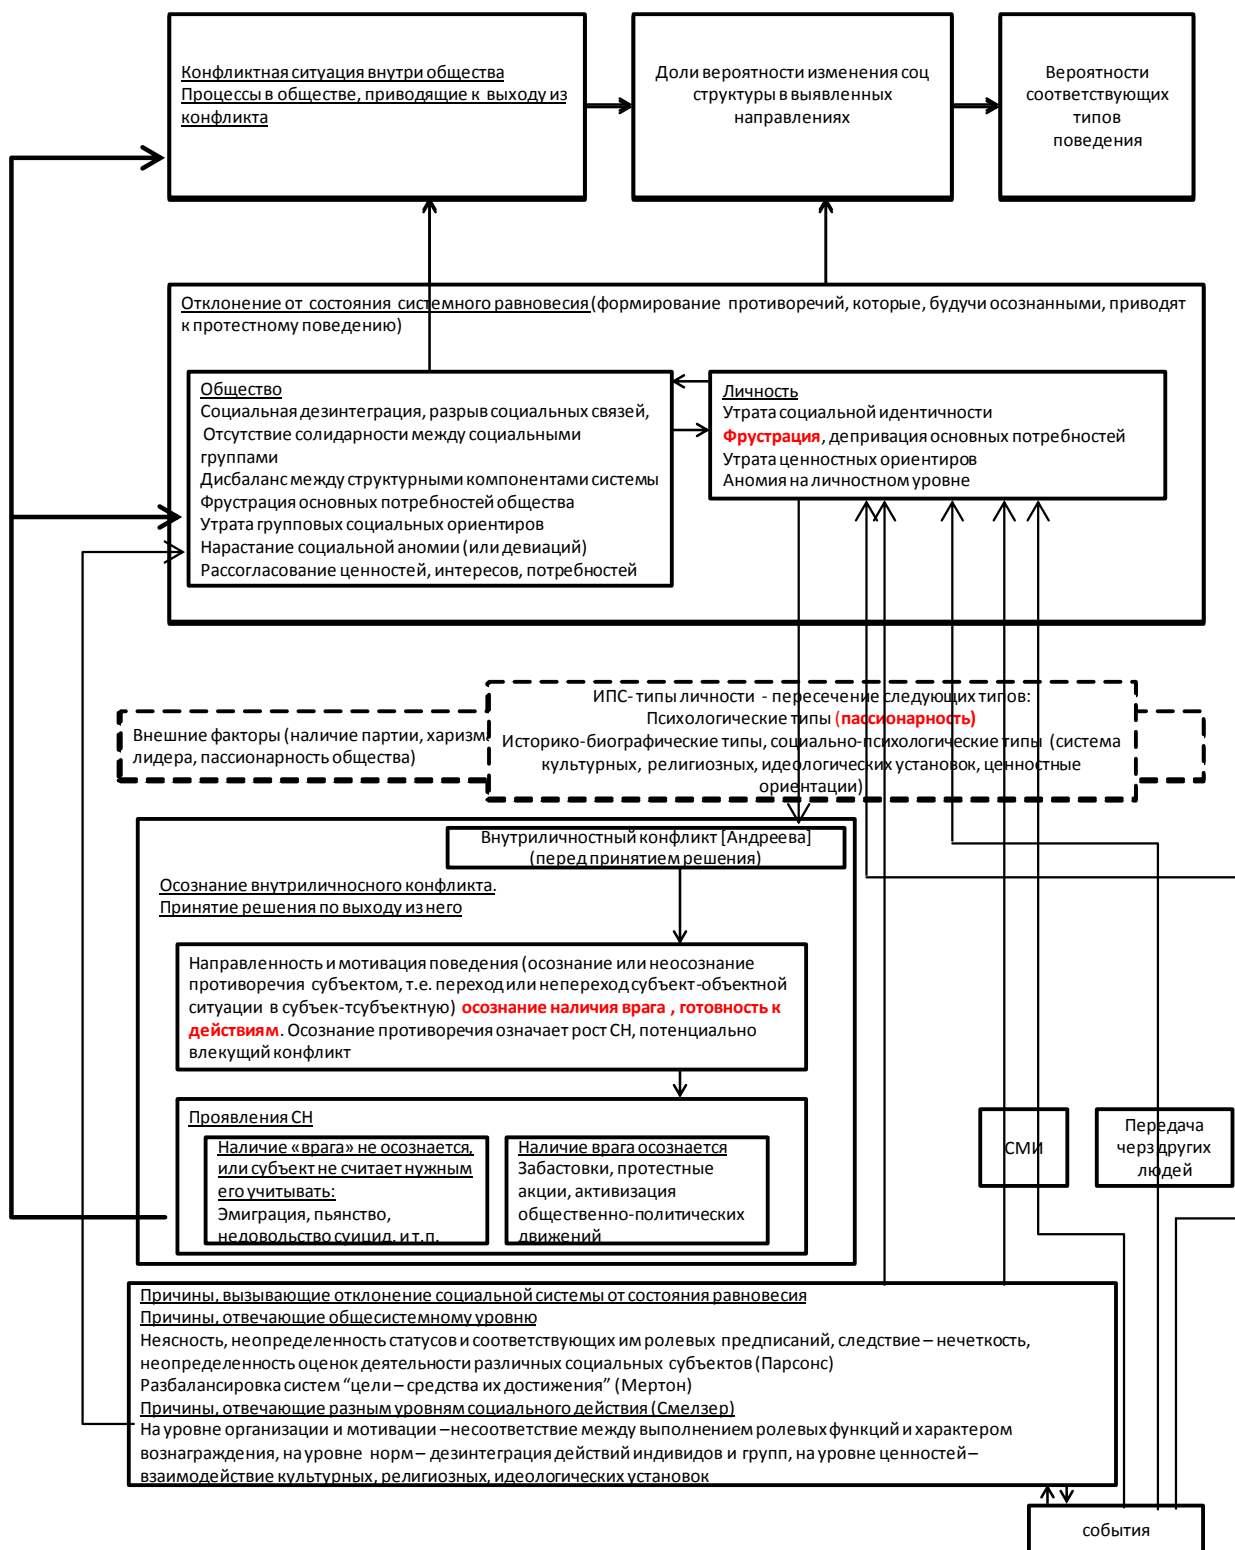 Конфликтная ситуация внутри общества
Процессы в обществе, приводящие к выходу из
конфликта
Доли вероятности изменения соц
структуры в выявленных
направлениях
Вероятности
соответствующих
типов
поведения
Отклонение от состояния системного равновесия (формирование противоречий, которые, будучи осознанными, приводят
к протестному поведению)
Общество
Социальная дезинтеграция, разрыв социальных связей,
Отсутствие солидарности между социальными
группами
Дисбаланс между структурными компонентами системы
Фрустрация основных потребностей общества
Утрата групповых социальных ориентиров
Нарастание социальной аномии (или девиаций)
Рассогласование ценностей, интересов, потребностей
Личность
Утрата социальной идентичности
Фрустрация, депривация основных потребностей
Утрата ценностных ориентиров
Аномия на личностном уровне
ИПС- типы личности - пересечение следующих типов:
Психологические типы (пассионарность)
Историко-биографические типы, социально-психологические типы (система
культурных, религиозных, идеологических установок, ценностные
ориентации)
Внешние факторы (наличие партии, харизм
лидера, пассионарность общества)
Внутриличностный конфликт [Андреева]
(перед принятием решения)
Осознание внутриличносного конфликта.
Принятие решения по выходу из него
Направленность и мотивация поведения (осознание или неосознание
противоречия субъектом, т.е. переход или непереход субъект-объектной
ситуации в субъек-тсубъектную) осознание наличия врага , готовность к
действиям. Осознание противоречия означает рост СН, потенциально
влекущий конфликт
Проявления СН
Наличие «врага» не осознается,
или субъект не считает нужным
его учитывать:
Эмиграция, пьянство,
недовольство суицид. и т.п.
Наличие врага осознается
Забастовки, протестные
акции, активизация
общественно-политических
движений
СМИ
Передача
черз других
людей
Причины, вызывающие отклонение социальной системы от состояния равновесия
Причины, отвечающие общесистемному уровню
Неясность, неопределенность статусов и соответствующих им ролевых предписаний, следствие – нечеткость,
неопределенность оценок деятельности различных социальных субъектов (Парсонс)
Разбалансировка систем “цели – средства их достижения” (Мертон)
Причины, отвечающие разным уровням социального действия (Смелзер)
На уровне организации и мотивации –несоответствие между выполнением ролевых функций и характером
вознаграждения, на уровне норм – дезинтеграция действий индивидов и групп, на уровне ценностей –
взаимодействие культурных, религиозных, идеологических установок
события